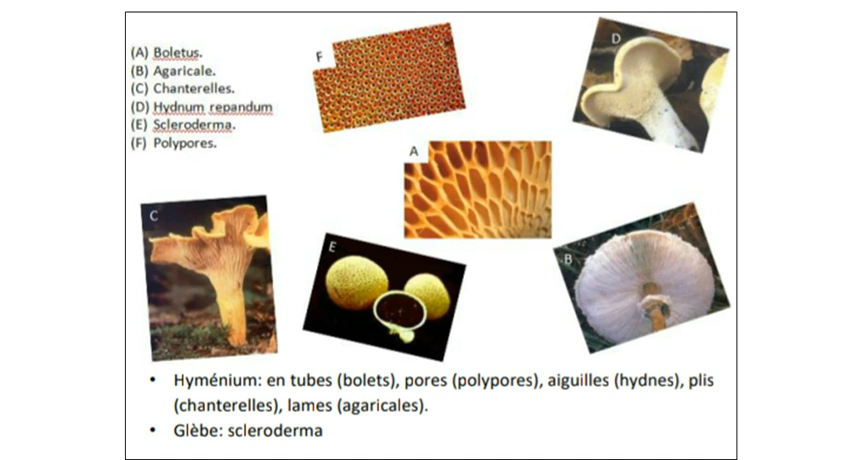 (A) Boletus.
(B) Agaricale.
(C) Chanterelles.
(D) Hydnum repandum
(E) Scleroderma.
(F) Polypores.
F
D
A
C
E
B
• Hyménium: en tubes (bolets), pores (polypores), aiguilles (hydnes), plis
(chanterelles), lames (agaricales).
• Glèbe: scleroderma